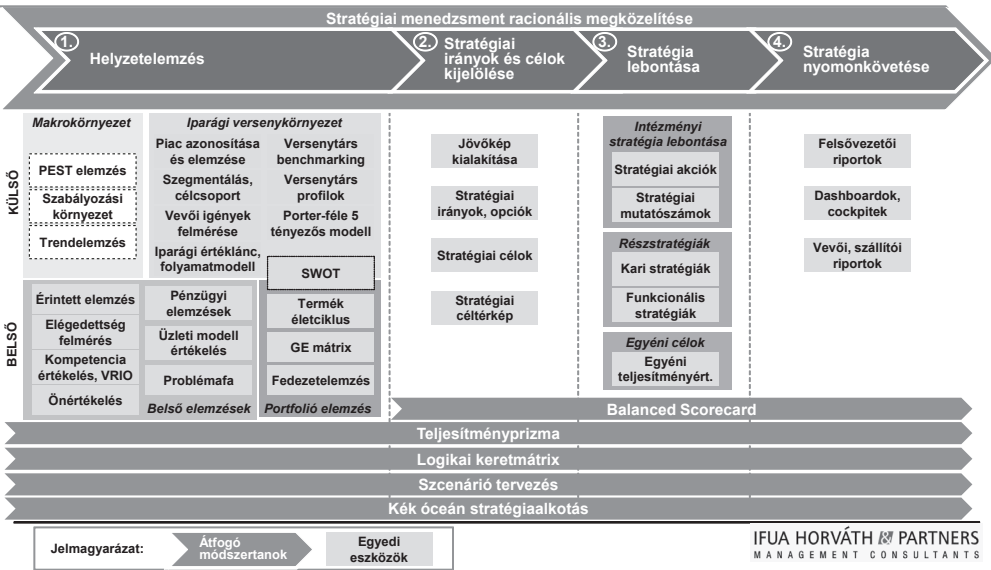 Stratégiai menedzsment racionális megközelítése
1.
Helyzetelemzés
2.
Stratégiai
irányok és célok
kijelölése
3.
Stratégia
lebontása
4.
Stratégia
nyomonkövetése
KÜLSŐ
Makrokörnyezet
PEST elemzés
Szabályozási
környezet
Trendelemzés
Iparági versenykörnyezet
Piac azonosítása
és elemzése
Szegmentálás,
célcsoport
Vevői igények
felmérése
Iparági értéklánc,
folyamatmodell
Versenytárs
benchmarking
Versenytárs
profilok
Porter-féle 5
tényezős modell
SWOT
BELSŐ
Érintett elemzés
Elégedettség
felmérés
Kompetencia
értékelés, VRIO
Önértékelés
Pénzügyi
elemzések
Üzleti modell
értékelés
Problémafa
Belső elemzések
Termék
életciklus
GE mátrix
Fedezetelemzés
Portfolió elemzés
Jövőkép
kialakítása
Stratégiai
irányok, opciók
Stratégiai célok
Stratégiai
céltérkép
Intézményi
stratégia lebontása
Stratégiai akciók
Stratégiai
mutatószámok
Részstratégiák
Kari stratégiák
Funkcionális
stratégiák
Egyéni célok
Egyéni
teljesítményért.
Felsővezetői
riportok
Dashboardok,
cockpitek
Vevői, szállítói
riportok
Balanced Scorecard
Teljesítményprizma
Logikai keretmátrix
Szcenárió tervezés
Kék óceán stratégiaalkotás
Jelmagyarázat:
Átfogó
módszertanok
Egyedi
eszközök
IFUA HORVÁTH & PARTNERS
MANAGEMENT CONSULTANTS